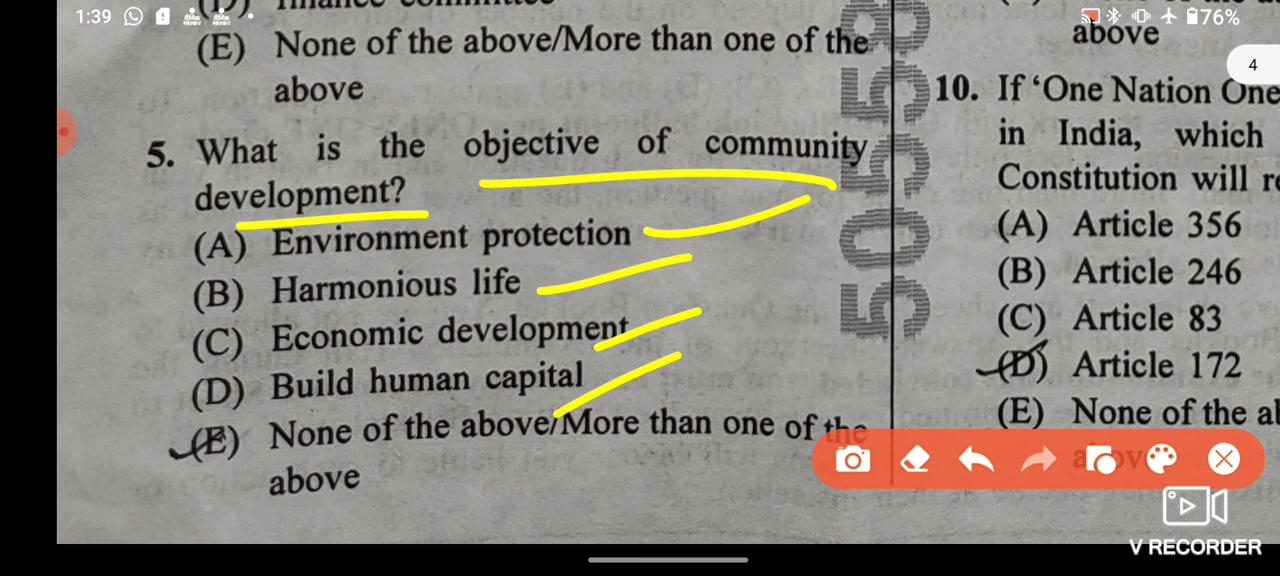 1:39
76%
4
(E) None of the above/More than one of the
above
5. What is the objective of community
development?
(A) Environment protection
(B) Harmonious life
(C) Economic development
(D) Build human capital
(E) None of the above/More than one of the
above
above
10. If ‘One Nation One
in India, which
Constitution will
(A) Article 356
(B) Article 246
(C) Article 83
(D) Article 172
(E) None of the
V RECORDER